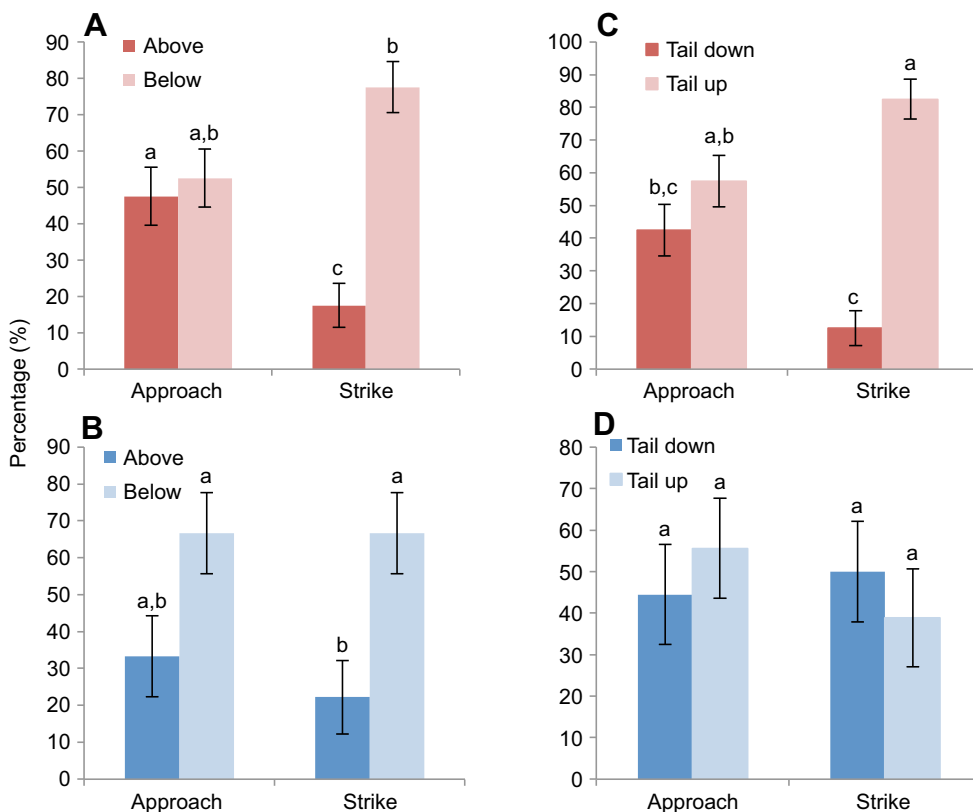 A
90
80
70
60
50
40
30
20
10
0
Above
Below
a
a,b
c
b
Approach
Strike
C
100
90
80
70
60
50
40
30
20
10
0
Tail down
Tail up
b,c
a,b
c
a
Approach
Strike
Percentage (%)
B
90
80
70
60
50
40
30
20
10
0
Above
Below
a,b
a
b
a
Approach
Strike
D
80
70
60
50
40
30
20
10
0
Tail down
Tail up
a
a
a
a
Approach
Strike